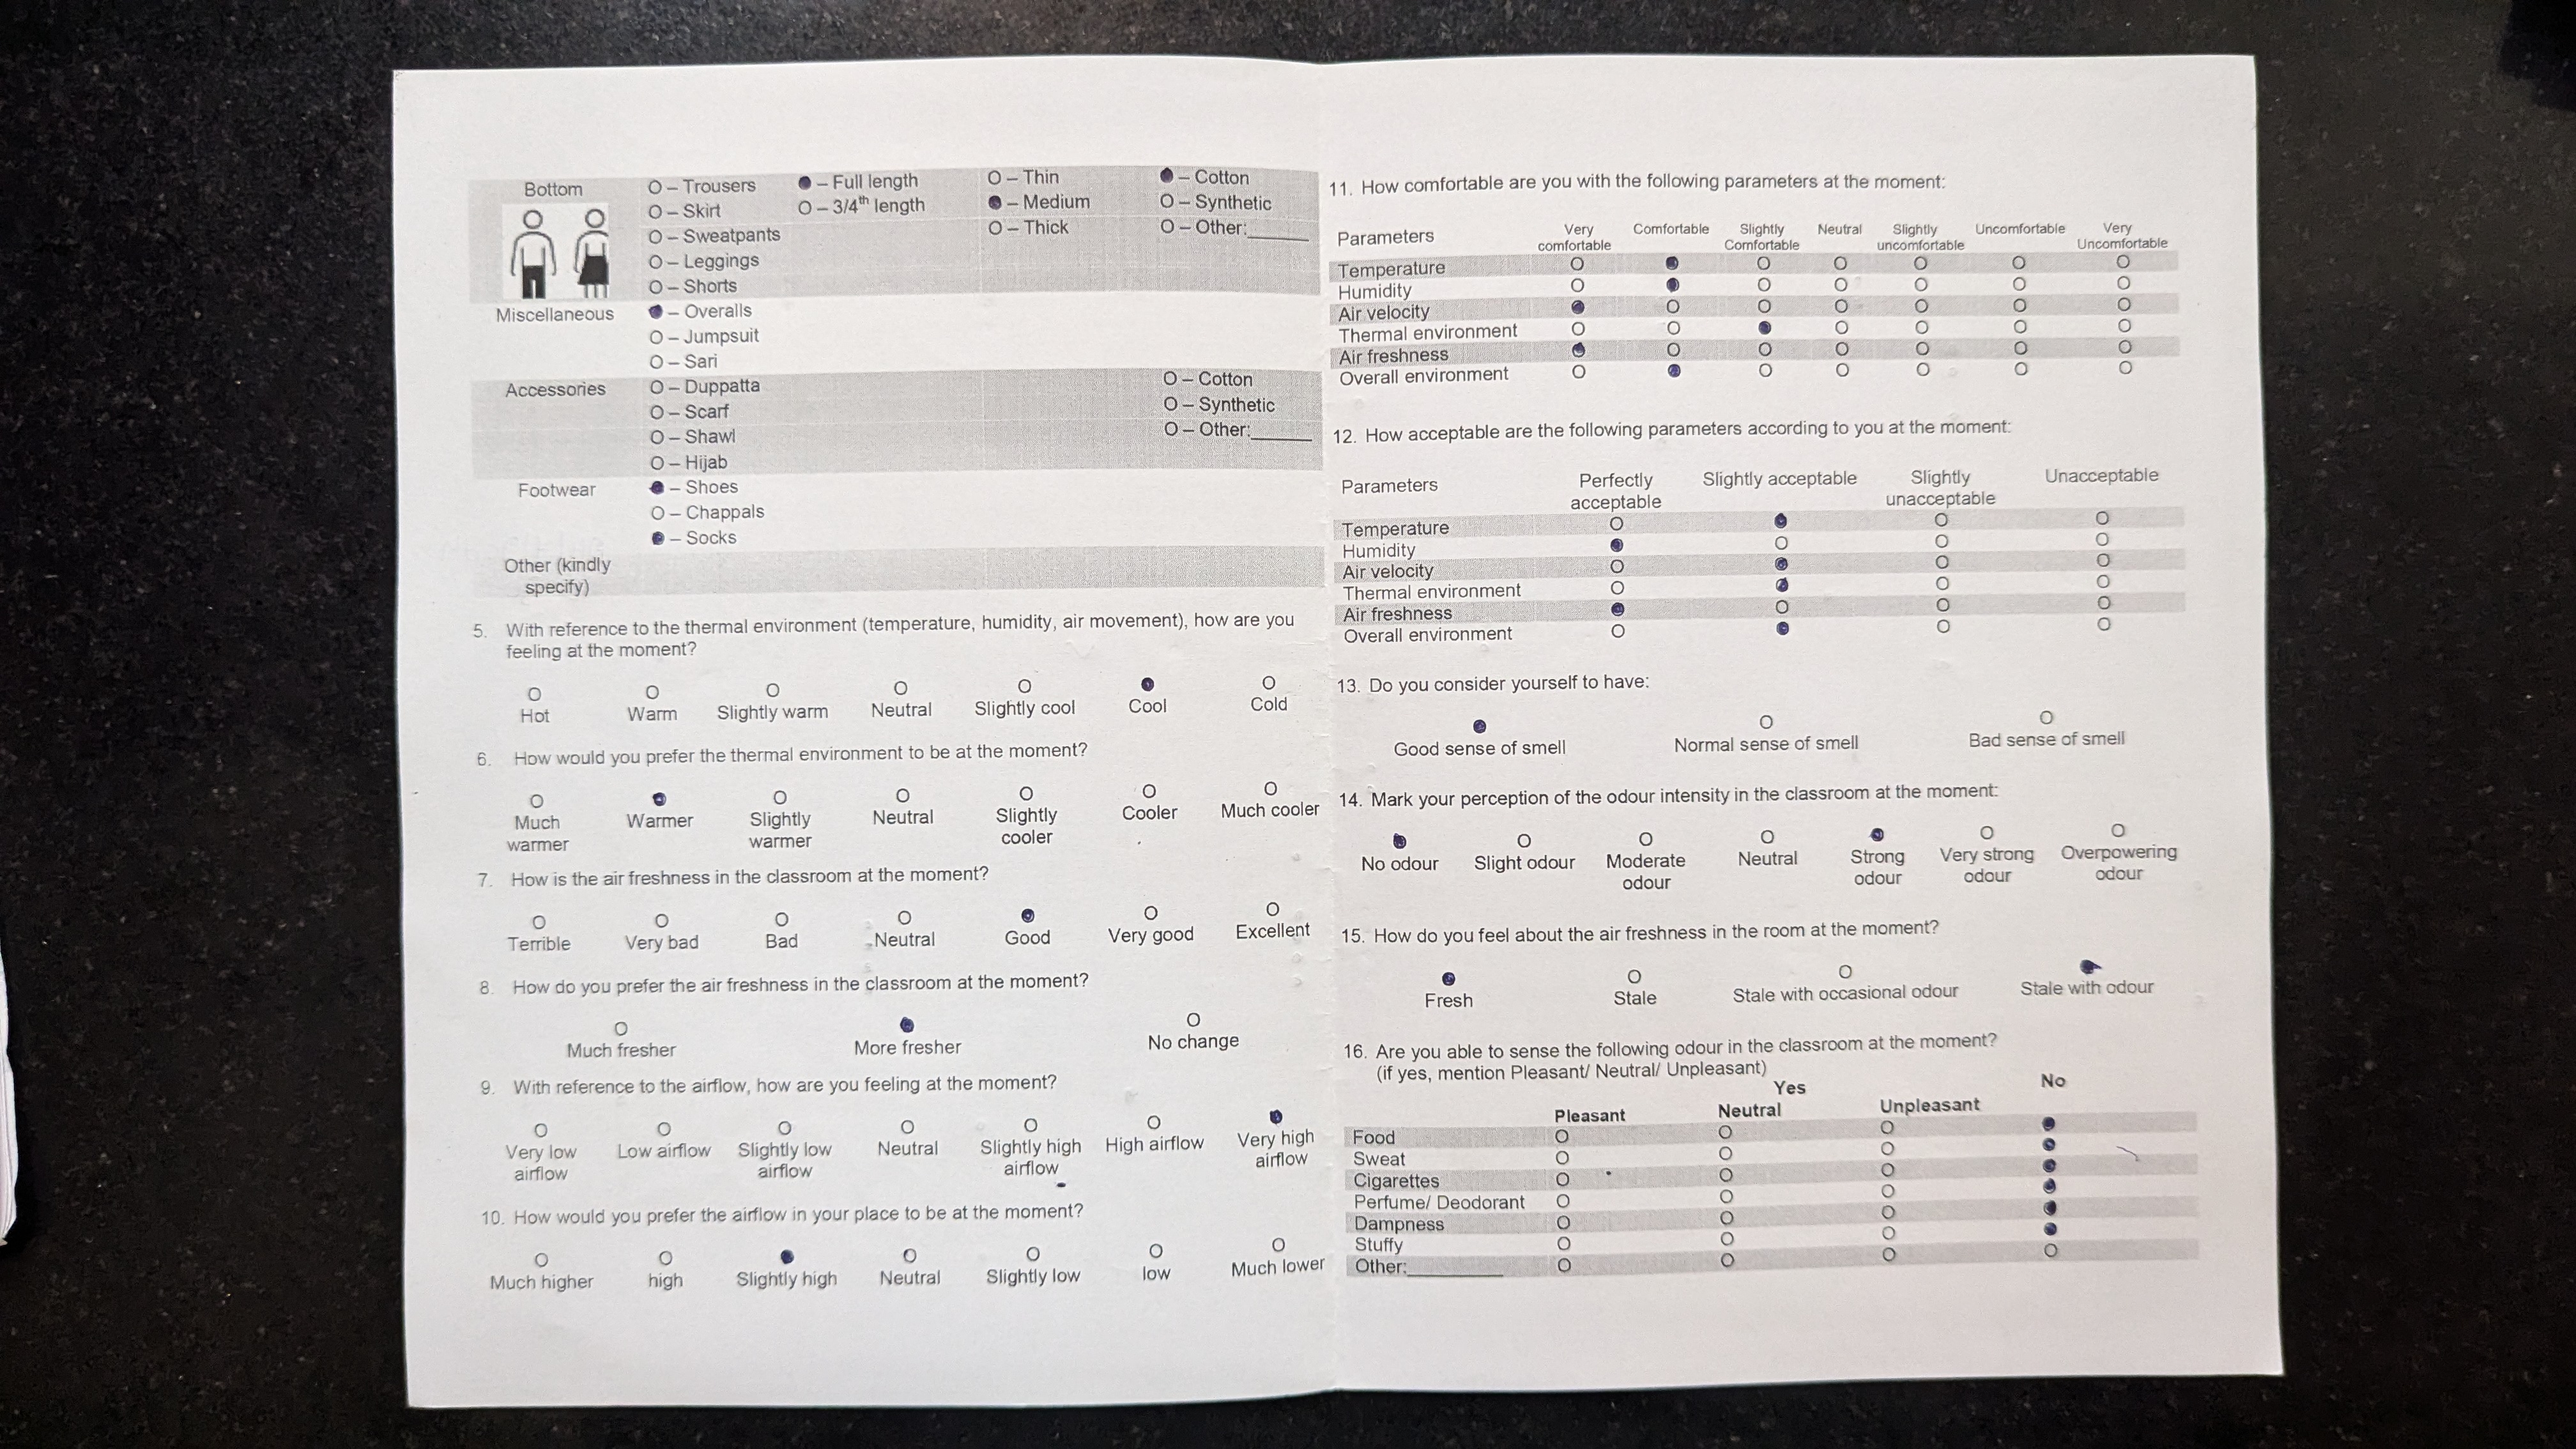 Bottom
O – Trousers
O – Skirt
O – Sweatpants
O – Leggings
O – Shorts
● – Full length
O – 3/4th length
O – Thin
● – Medium
O – Thick
● – Cotton
O – Synthetic
O – Other:______
Miscellaneous
● – Overalls
O – Jumpsuit
O – Sari
Accessories
O – Duppatta
O – Scarf
O – Shawl
O – Hijab
O – Cotton
O – Synthetic
O – Other:______
Footwear
● – Shoes
O – Chappals
● – Socks
Other (kindly
specify)
5. With reference to the thermal environment (temperature, humidity, air movement), how are you
feeling at the moment?
O O O O O ● O
Hot Warm Slightly warm Neutral Slightly cool Cool Cold
6. How would you prefer the thermal environment to be at the moment?
O ● O O O O O
Much Warmer Slightly Neutral Slightly Cooler Much cooler
warmer warmer cooler
7. How is the air freshness in the classroom at the moment?
O O O O ● O O
Terrible Very bad Bad Neutral Good Very good Excellent
8. How do you prefer the air freshness in the classroom at the moment?
O ● O
Much fresher More fresher No change
9. With reference to the airflow, how are you feeling at the moment?
O O O O O O ●
Very low Low airflow Slightly low Neutral Slightly high High airflow Very high
airflow airflow airflow airflow
10. How would you prefer the airflow in your place to be at the moment?
O O ● O O O O
Much higher high Slightly high Neutral Slightly low low Much lower
11. How comfortable are you with the following parameters at the moment:
Parameters Very Comfortable Slightly Neutral Slightly Uncomfortable Very
comfortable Comfortable uncomfortable Uncomfortable
Temperature O ● O O O O O
Humidity O ● O O O O O
Air velocity ● O O O O O O
Thermal environment O O ● O O O O
Air freshness ● O O O O O O
Overall environment O ● O O O O O
12. How acceptable are the following parameters according to you at the moment:
Parameters Perfectly Slightly acceptable Slightly Unacceptable
acceptable unacceptable
Temperature O ● O O
Humidity ● O O O
Air velocity O ● O O
Thermal environment O ● O O
Air freshness ● O O O
Overall environment O ● O O
13. Do you consider yourself to have:
● O O
Good sense of smell Normal sense of smell Bad sense of smell
14. Mark your perception of the odour intensity in the classroom at the moment:
● O O O ● O O
No odour Slight odour Moderate Neutral Strong Very strong Overpowering
odour odour odour odour
15. How do you feel about the air freshness in the room at the moment?
● O O ●
Fresh Stale Stale with occasional odour Stale with odour
16. Are you able to sense the following odour in the classroom at the moment?
(if yes, mention Pleasant/ Neutral/ Unpleasant)
Yes No
Pleasant Neutral Unpleasant
Food O O O ●
Sweat O O O ●
Cigarettes O O O ●
Perfume/ Deodorant O O O ●
Dampness O O O ●
Stuffy O O O ●
Other:_________ O O O O